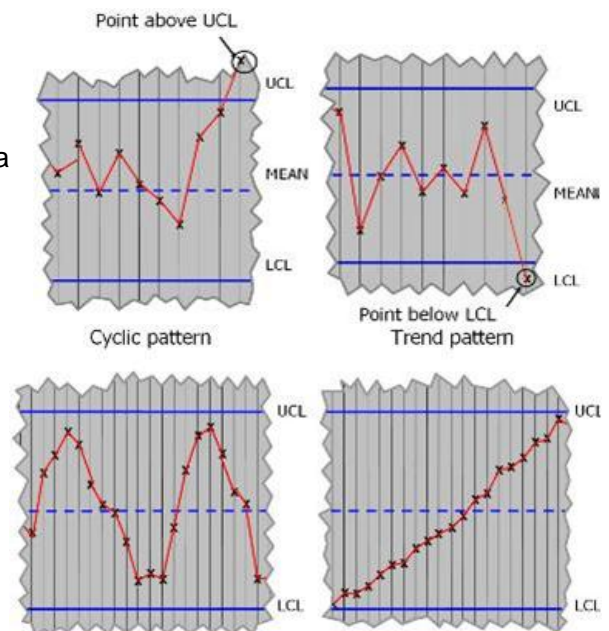 Point above UCL
UCL
a
MEAN
LCL
UCL
MEAN
LCL
Point below LCL
Cyclic pattern
Trend pattern
UCL
LCL
UCL
LCL